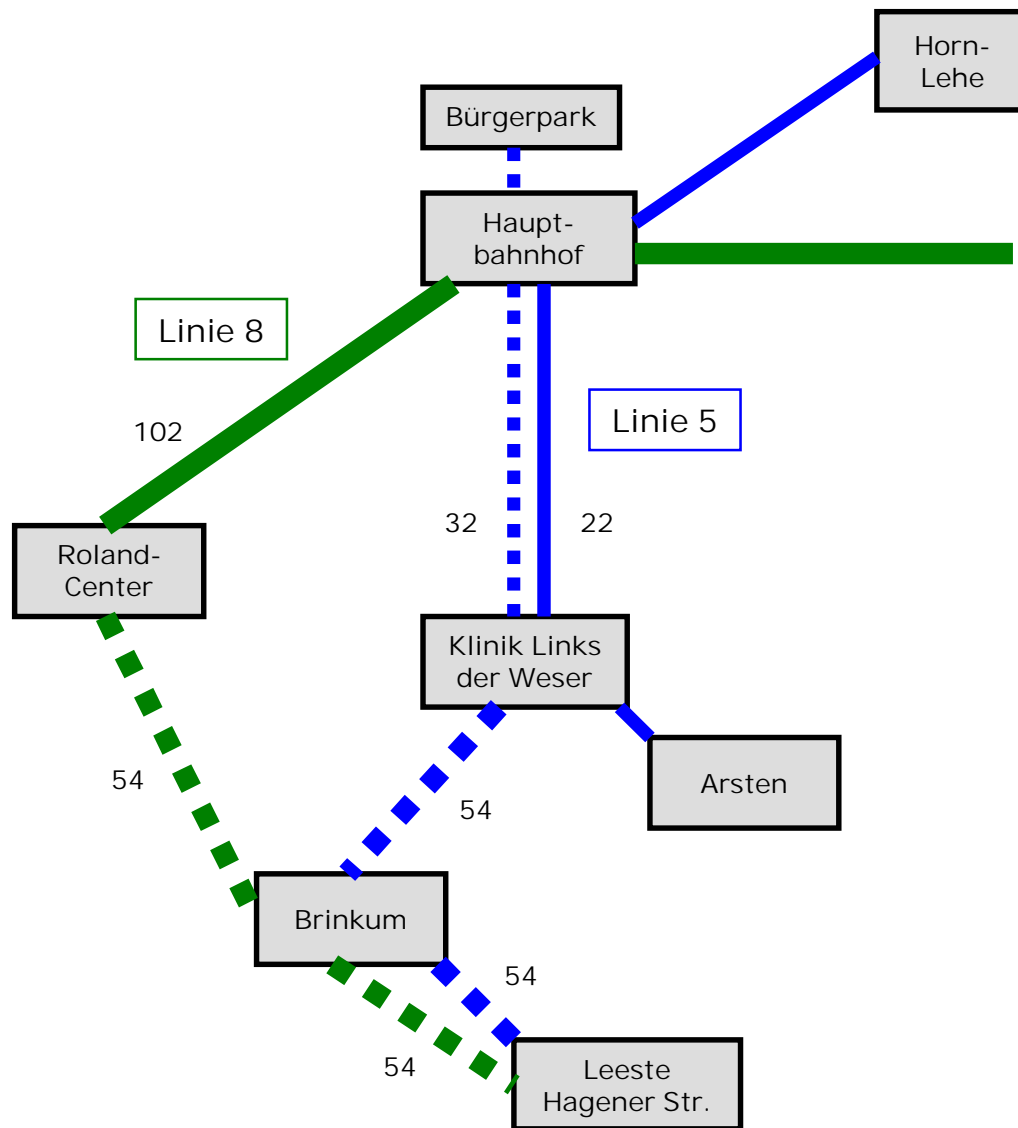 Horn-
Lehe
Bürgerpark
Haupt-
bahnhof
Linie 8
Linie 5
102
32
22
Roland-
Center
Klinik Links
der Weser
54
54
Arsten
Brinkum
54
54
Leeste
Hagener Str.